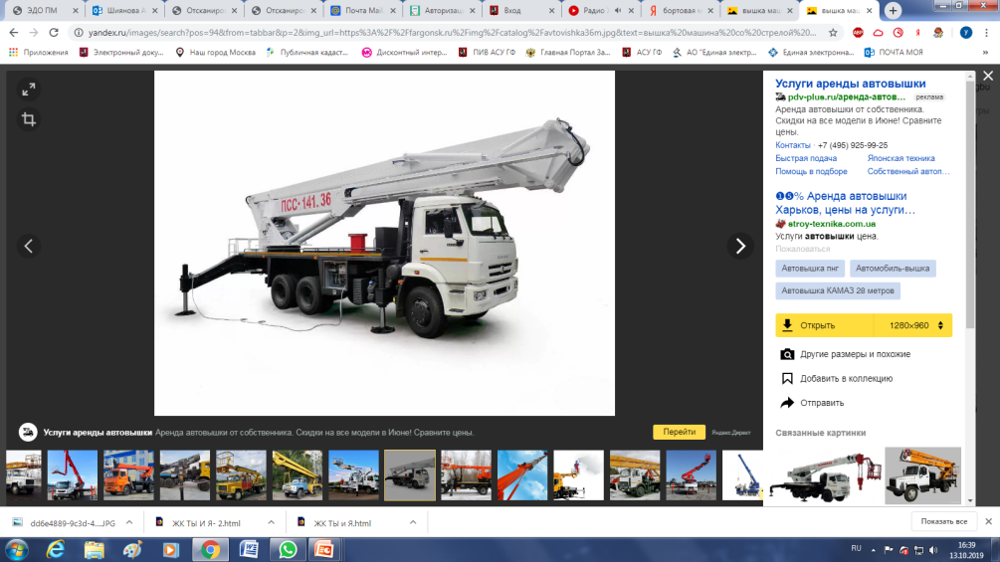 ЭДО ПМ
Шиянова А
Отсканиро
Отсканиро
Почта Mail
Авторизац
Вход
Радио
бортовая м
вышка маш
вышка маш
yandex.ru/images/search?pos=94&from=tabbar&p=2&img_url=https%3A%2F%2Ffargonsk.ru%2Fimg%2Fcatalog%2Favtovishka36m.jpg&text=вышка%20машина%20со%20стрелой%20...
Приложения
Электронный доку...
Наш город Москва
Публичная кадаст...
Дисконтный интер...
ПИВ АСУ ГФ
Главная Портал За...
АСУ ГФ
АО "Единая электр...
Единая электронна...
ПОЧТА МОЯ
ПСС-141.36
Услуги аренды автовышки
pdv-plus.ru/аренда-автов...
реклама
Аренда автовышки от собственника.
Скидки на все модели в Июне! Сравните
цены.
Контакты · +7 (495) 925-99-25
Быстрая подача
Японская техника
Помощь в подборе
Собственный автоп...
❶❺% Аренда автовышки
Харьков, цены на услуги…
stroy-texnika.com.ua
Услуги автовышки цена.
Пожаловаться
Автовышка пнг
Автомобиль-вышка
Автовышка КАМАЗ 28 метров
Открыть
1280×960
Другие размеры и похожие
Добавить в коллекцию
Отправить
Связанные картинки
Услуги аренды автовышки Аренда автовышки от собственника. Скидки на все модели в Июне! Сравните цены.
Перейти
Яндекс.Директ
dd6e4889-9c3d-4....JPG
ЖК ТЫ И Я- 2.html
ЖК ТЫ и Я.html
Показать все
RU
16:39
13.10.2019